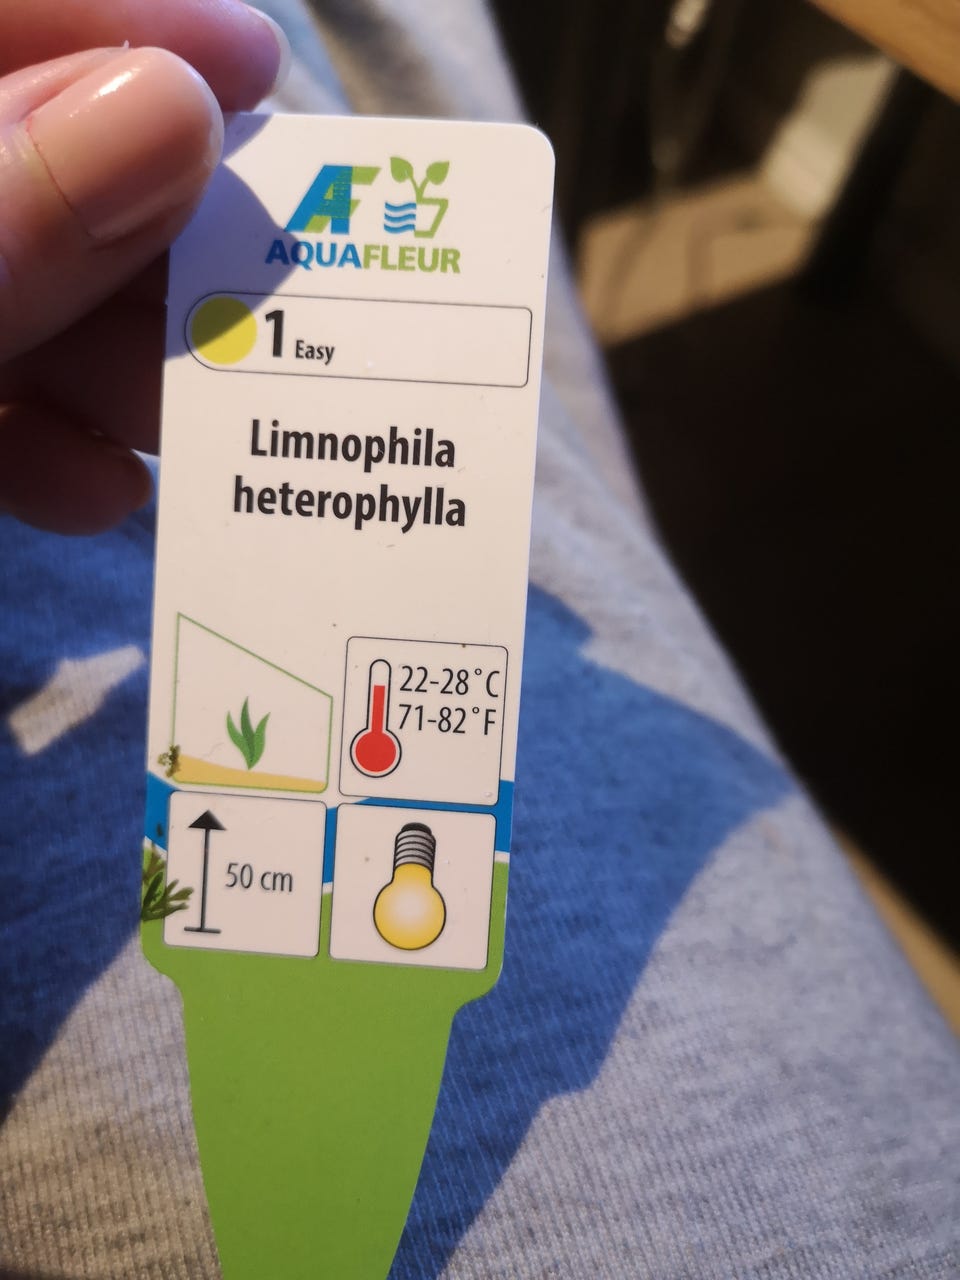 AF
AQUAFLEUR
1 Easy
Limnophila
heterophylla
22-28°C
71-82°F
50 cm